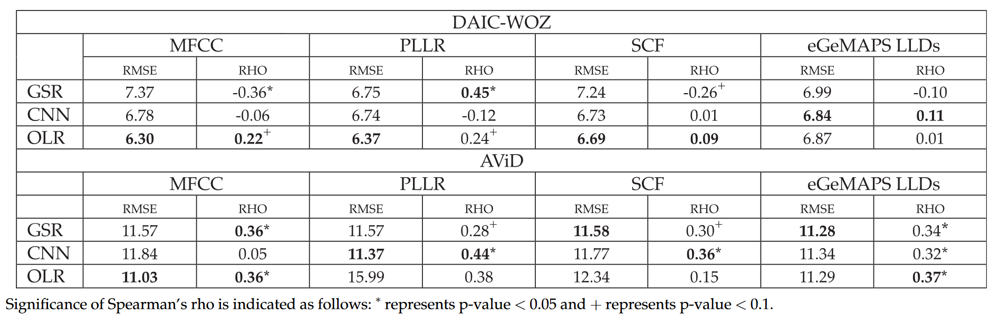 DAIC-WOZ
MFCC PLLR SCF eGeMAPS LLDs
RMSE RHO RMSE RHO RMSE RHO RMSE RHO
GSR 7.37 -0.36* 6.75 0.45* 7.24 -0.26+ 6.99 -0.10
CNN 6.78 -0.06 6.74 -0.12 6.73 0.01 6.84 0.11
OLR 6.30 0.22+ 6.37 0.24+ 6.69 0.09 6.87 0.01
AViD
MFCC PLLR SCF eGeMAPS LLDs
RMSE RHO RMSE RHO RMSE RHO RMSE RHO
GSR 11.57 0.36* 11.57 0.28+ 11.58 0.30+ 11.28 0.34*
CNN 11.84 0.05 11.37 0.44* 11.77 0.36* 11.34 0.32*
OLR 11.03 0.36* 15.99 0.38 12.34 0.15 11.29 0.37*
Significance of Spearman's rho is indicated as follows: * represents p-value < 0.05 and + represents p-value < 0.1.